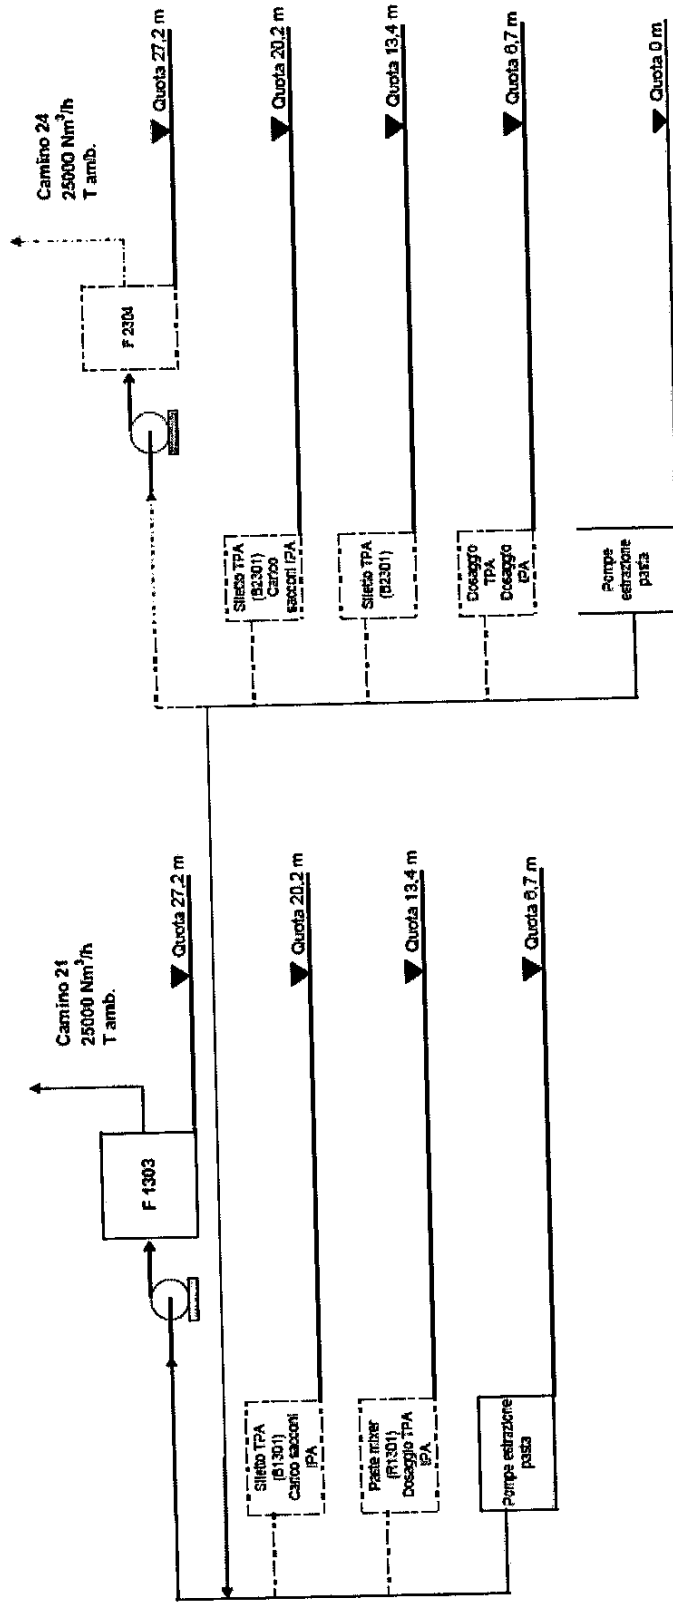 Camino 21
25000 Nm³/h
T amb.
F 1303
Quota 27,2 m
Siletto TPA
(B1301)
Carico sacconi
IPA
Quota 20,2 m
Paste mixer
(R1301)
Dosaggio TPA
IPA
Quota 13,4 m
Pompe estrazione
pasta
Quota 6,7 m
Camino 24
25000 Nm³/h
T amb.
F 2304
Quota 27,2 m
Siletto TPA
(B2301)
Carico
sacconi IPA
Quota 20,2 m
Siletto TPA
(B2301)
Quota 13,4 m
Dosaggio
TPA
Dosaggio
IPA
Quota 6,7 m
Pompe
estrazione
pasta
Quota 0 m